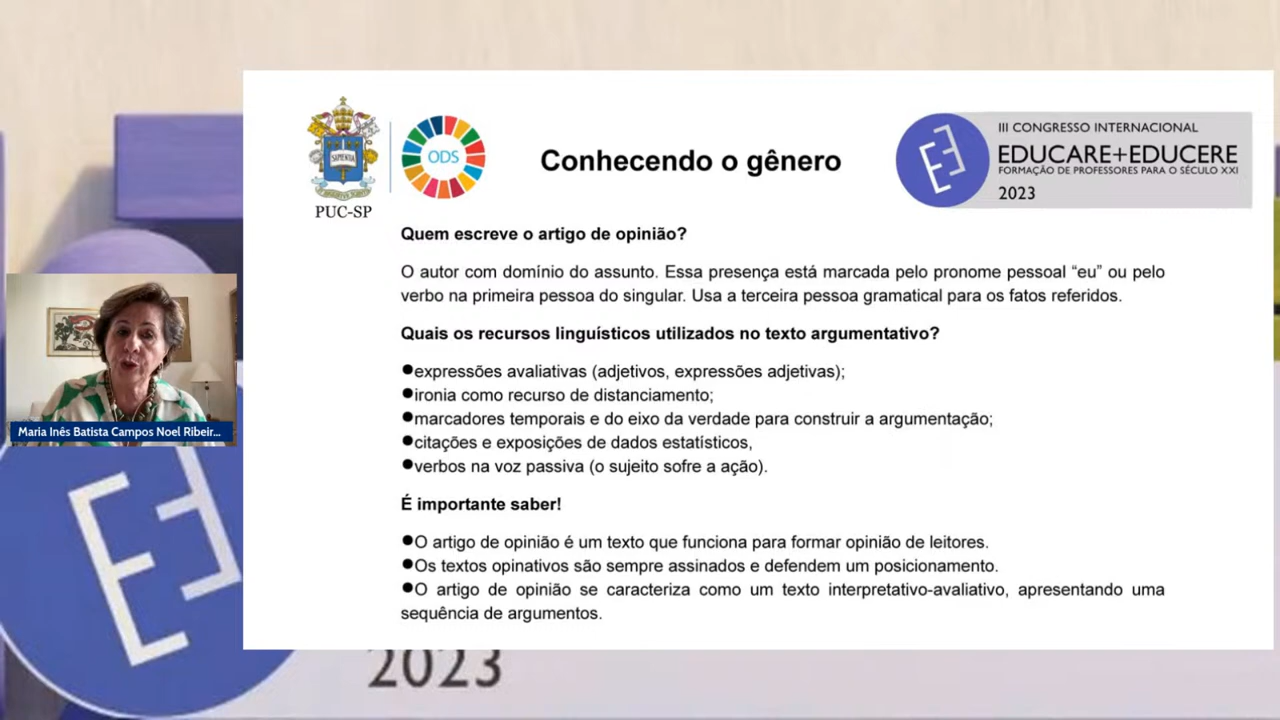 SAPIENTIA
ODS
PUC-SP
Conhecendo o gênero
III CONGRESSO INTERNACIONAL
EDUCARE+EDUCERE
FORMAÇÃO DE PROFESSORES PARA O SÉCULO XXI
2023
Quem escreve o artigo de opinião?
O autor com domínio do assunto. Essa presença está marcada pelo pronome pessoal “eu” ou pelo
verbo na primeira pessoa do singular. Usa a terceira pessoa gramatical para os fatos referidos.
Quais os recursos linguísticos utilizados no texto argumentativo?
●expressões avaliativas (adjetivos, expressões adjetivas);
●ironia como recurso de distanciamento;
●marcadores temporais e do eixo da verdade para construir a argumentação;
●citações e exposições de dados estatísticos,
●verbos na voz passiva (o sujeito sofre a ação).
É importante saber!
●O artigo de opinião é um texto que funciona para formar opinião de leitores.
●Os textos opinativos são sempre assinados e defendem um posicionamento.
●O artigo de opinião se caracteriza como um texto interpretativo-avaliativo, apresentando uma
sequência de argumentos.
Maria Inês Batista Campos Noel Ribeir...
2023